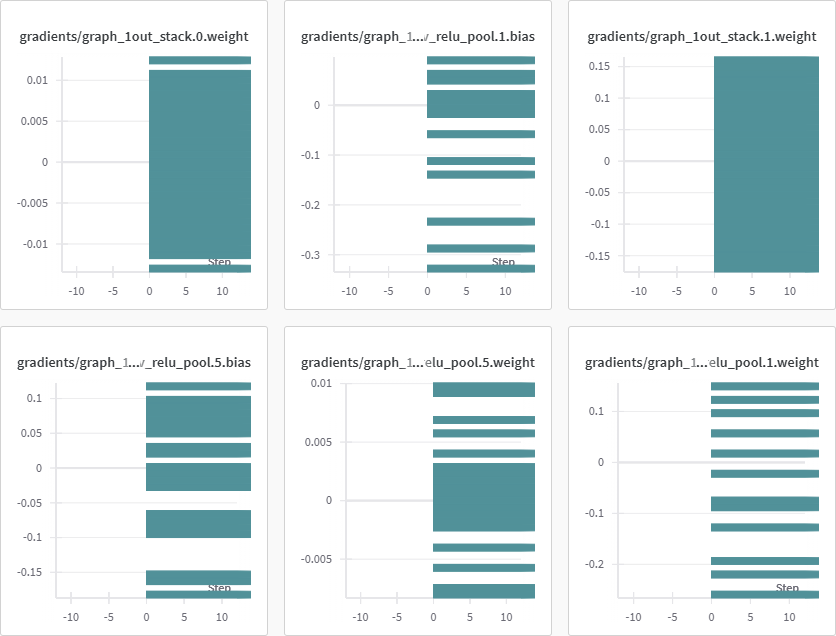 gradients/graph_1out_stack.0.weight
0.01
0.005
0
-0.005
-0.01
Step
-10 -5 0 5 10
gradients/graph_1...v_relu_pool.1.bias
0
-0.1
-0.2
-0.3
Step
-10 -5 0 5 10
gradients/graph_1out_stack.1.weight
0.15
0.1
0.05
0
-0.05
-0.1
-0.15
-10 -5 0 5 10
gradients/graph_1...v_relu_pool.5.bias
0.1
0.05
0
-0.05
-0.1
-0.15
Step
-10 -5 0 5 10
gradients/graph_1...elu_pool.5.weight
0.01
0.005
0
-0.005
-10 -5 0 5 10
gradients/graph_1...elu_pool.1.weight
0.1
0
-0.1
-0.2
Step
-10 -5 0 5 10